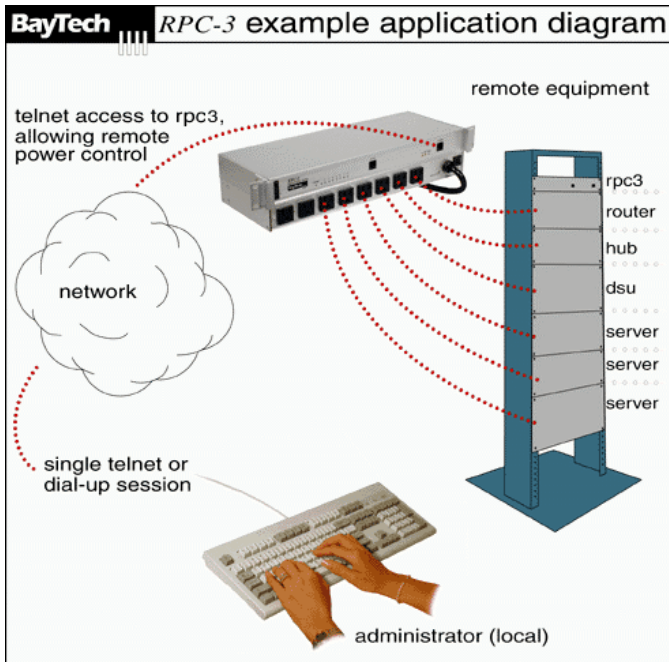 BayTech RPC-3 example application diagram
remote equipment
telnet access to rpc3,
allowing remote
power control
rpc3
router
hub
network
dsu
server
server
server
single telnet or
dial-up session
administrator (local)